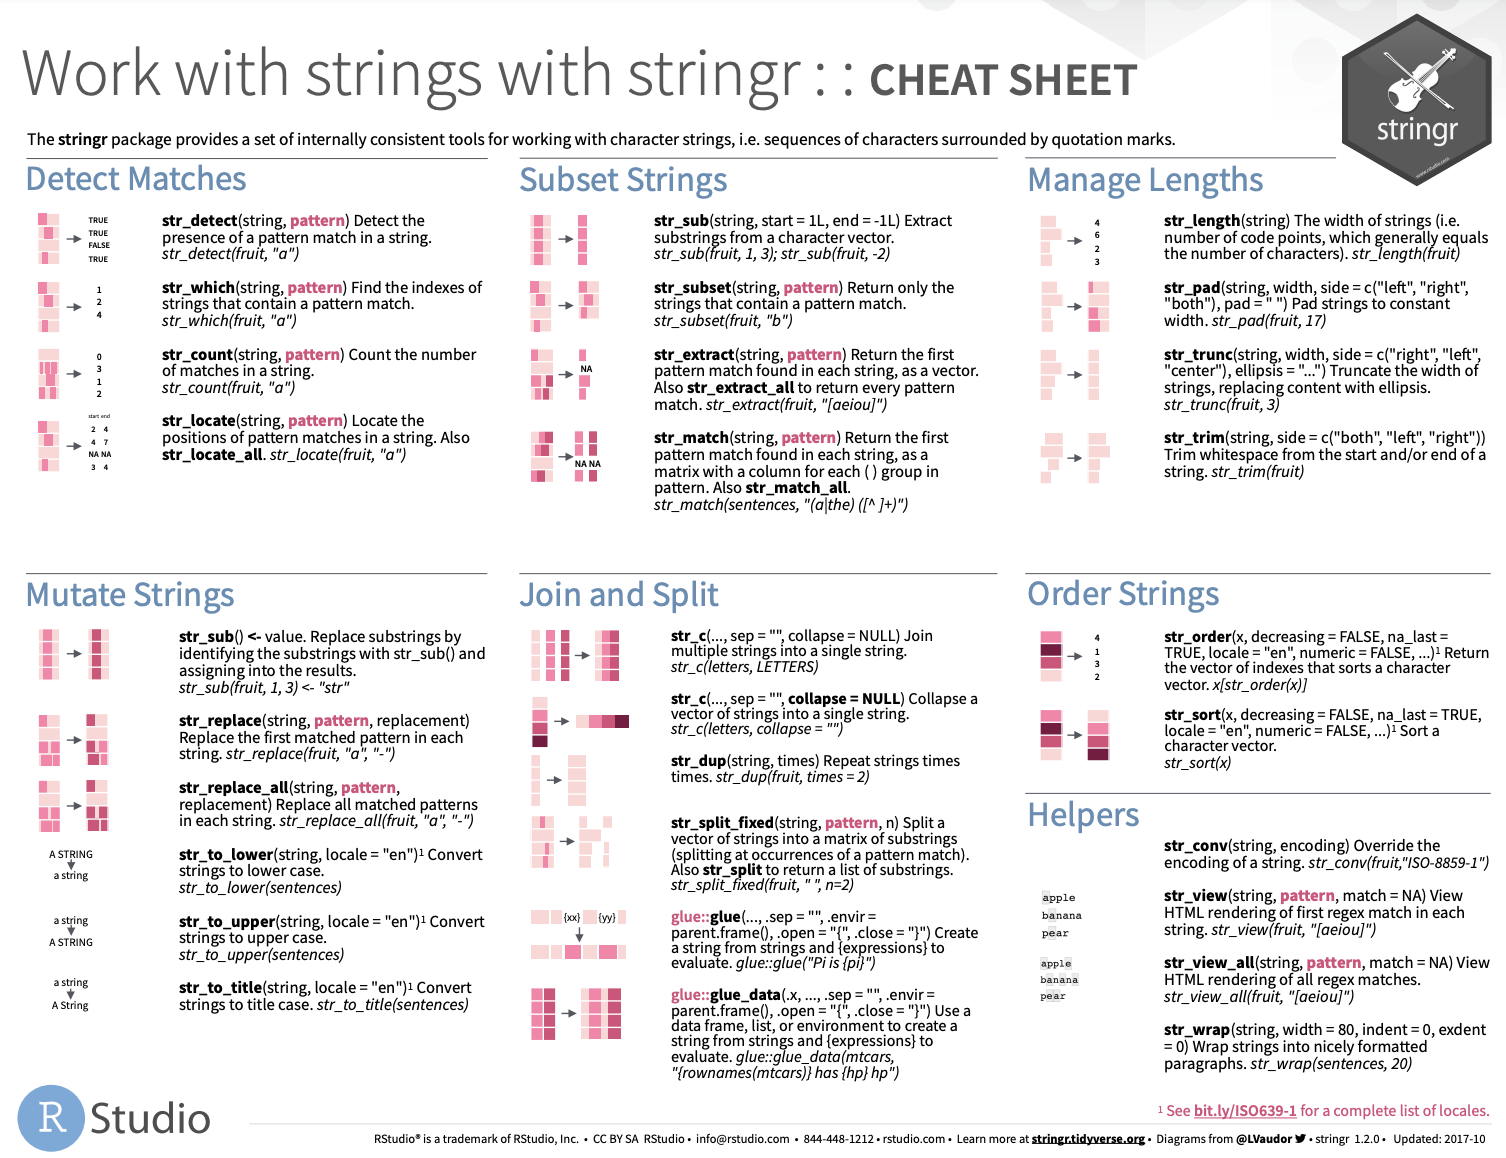 Work with strings with stringr : : CHEAT SHEET
stringr
www.rstudio.com
The stringr package provides a set of internally consistent tools for working with character strings, i.e. sequences of characters surrounded by quotation marks.
Detect Matches
TRUE
TRUE
FALSE
TRUE
str_detect(string, pattern) Detect the
presence of a pattern match in a string.
str_detect(fruit, "a")
1
2
4
str_which(string, pattern) Find the indexes of
strings that contain a pattern match.
str_which(fruit, "a")
0
3
1
2
str_count(string, pattern) Count the number
of matches in a string.
str_count(fruit, "a")
start end
2 4
4 7
NA NA
3 4
str_locate(string, pattern) Locate the
positions of pattern matches in a string. Also
str_locate_all. str_locate(fruit, "a")
Subset Strings
str_sub(string, start = 1L, end = -1L) Extract
substrings from a character vector.
str_sub(fruit, 1, 3); str_sub(fruit, -2)
str_subset(string, pattern) Return only the
strings that contain a pattern match.
str_subset(fruit, "b")
NA
str_extract(string, pattern) Return the first
pattern match found in each string, as a vector.
Also str_extract_all to return every pattern
match. str_extract(fruit, "[aeiou]")
NA NA
str_match(string, pattern) Return the first
pattern match found in each string, as a
matrix with a column for each ( ) group in
pattern. Also str_match_all.
str_match(sentences, "(a|the) ([^ ]+)")
Manage Lengths
4
6
2
3
str_length(string) The width of strings (i.e.
number of code points, which generally equals
the number of characters). str_length(fruit)
str_pad(string, width, side = c("left", "right",
"both"), pad = " ") Pad strings to constant
width. str_pad(fruit, 17)
str_trunc(string, width, side = c("right", "left",
"center"), ellipsis = "...") Truncate the width of
strings, replacing content with ellipsis.
str_trunc(fruit, 3)
str_trim(string, side = c("both", "left", "right"))
Trim whitespace from the start and/or end of a
string. str_trim(fruit)
Mutate Strings
str_sub() <- value. Replace substrings by
identifying the substrings with str_sub() and
assigning into the results.
str_sub(fruit, 1, 3) <- "str"
str_replace(string, pattern, replacement)
Replace the first matched pattern in each
string. str_replace(fruit, "a", "-")
str_replace_all(string, pattern,
replacement) Replace all matched patterns
in each string. str_replace_all(fruit, "a", "-")
A STRING
a string
str_to_lower(string, locale = "en")1 Convert
strings to lower case.
str_to_lower(sentences)
a string
A STRING
str_to_upper(string, locale = "en")1 Convert
strings to upper case.
str_to_upper(sentences)
a string
A String
str_to_title(string, locale = "en")1 Convert
strings to title case. str_to_title(sentences)
Join and Split
str_c(..., sep = "", collapse = NULL) Join
multiple strings into a single string.
str_c(letters, LETTERS)
str_c(..., sep = "", collapse = NULL) Collapse a
vector of strings into a single string.
str_c(letters, collapse = "")
str_dup(string, times) Repeat strings times
times. str_dup(fruit, times = 2)
str_split_fixed(string, pattern, n) Split a
vector of strings into a matrix of substrings
(splitting at occurrences of a pattern match).
Also str_split to return a list of substrings.
str_split_fixed(fruit, " ", n=2)
{xx} {yy}
glue::glue(..., .sep = "", .envir =
parent.frame(), .open = "{", .close = "}") Create
a string from strings and {expressions} to
evaluate. glue::glue("Pi is {pi}")
glue::glue_data(.x, ..., .sep = "", .envir =
parent.frame(), .open = "{", .close = "}") Use a
data frame, list, or environment to create a
string from strings and {expressions} to
evaluate. glue::glue_data(mtcars,
"{rownames(mtcars)} has {hp} hp")
Order Strings
4
1
3
2
str_order(x, decreasing = FALSE, na_last =
TRUE, locale = "en", numeric = FALSE, ...)1 Return
the vector of indexes that sorts a character
vector. x[str_order(x)]
str_sort(x, decreasing = FALSE, na_last = TRUE,
locale = "en", numeric = FALSE, ...)1 Sort a
character vector.
str_sort(x)
Helpers
str_conv(string, encoding) Override the
encoding of a string. str_conv(fruit,"ISO-8859-1")
apple
banana
pear
str_view(string, pattern, match = NA) View
HTML rendering of first regex match in each
string. str_view(fruit, "[aeiou]")
apple
banana
pear
str_view_all(string, pattern, match = NA) View
HTML rendering of all regex matches.
str_view_all(fruit, "[aeiou]")
str_wrap(string, width = 80, indent = 0, exdent
= 0) Wrap strings into nicely formatted
paragraphs. str_wrap(sentences, 20)
1 See bit.ly/ISO639-1 for a complete list of locales.
R Studio
RStudio® is a trademark of RStudio, Inc. • CC BY SA RStudio • info@rstudio.com • 844-448-1212 • rstudio.com • Learn more at stringr.tidyverse.org • Diagrams from @LVaudor • stringr 1.2.0 • Updated: 2017-10